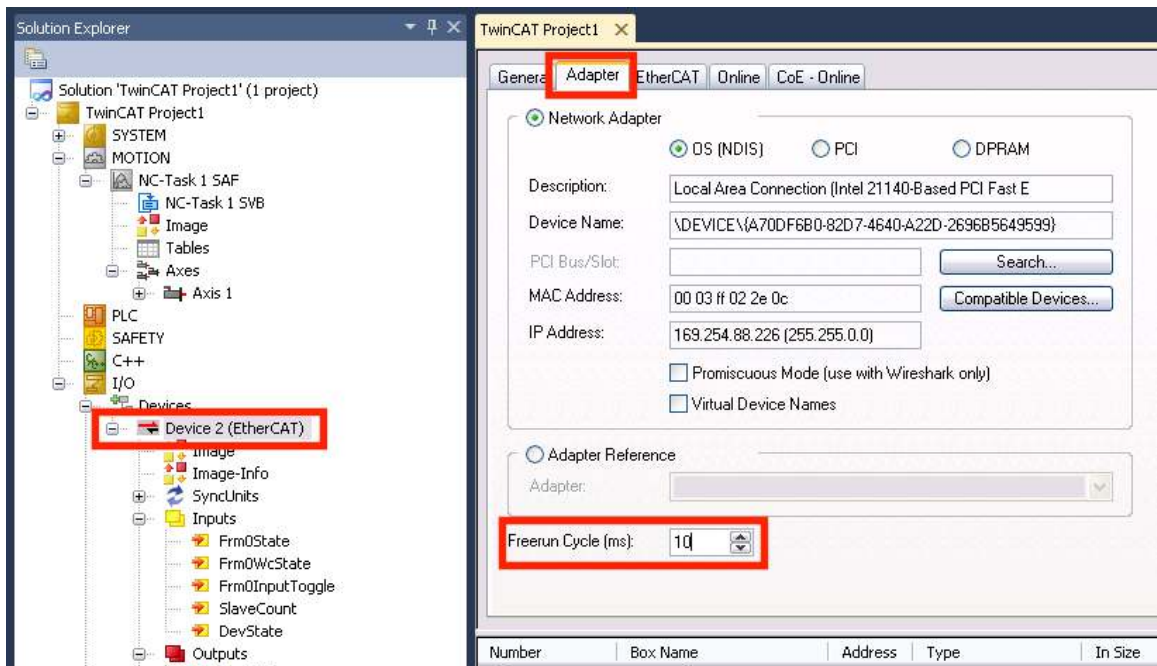 Solution Explorer
Solution 'TwinCAT Project1' (1 project)
TwinCAT Project1
SYSTEM
MOTION
NC-Task 1 SAF
NC-Task 1 SVB
Image
Tables
Axes
Axis 1
PLC
SAFETY
C++
I/O
Devices
Device 2 (EtherCAT)
Image
Image-Info
SyncUnits
Inputs
Frm0State
Frm0WcState
Frm0InputToggle
SlaveCount
DevState
Outputs
TwinCAT Project1
General Adapter EtherCAT Online CoE - Online
Network Adapter
OS (NDIS) PCI DPRAM
Description: Local Area Connection (Intel 21140-Based PCI Fast E
Device Name: \DEVICE\{A70DF6B0-82D7-4640-A22D-2696B5649599}
PCI Bus/Slot: Search...
MAC Address: 00 03 ff 02 2e 0c Compatible Devices...
IP Address: 169.254.88.226 (255.255.0.0)
Promiscuous Mode (use with Wireshark only)
Virtual Device Names
Adapter Reference
Adapter:
Freerun Cycle (ms): 10
Number Box Name Address Type In Size